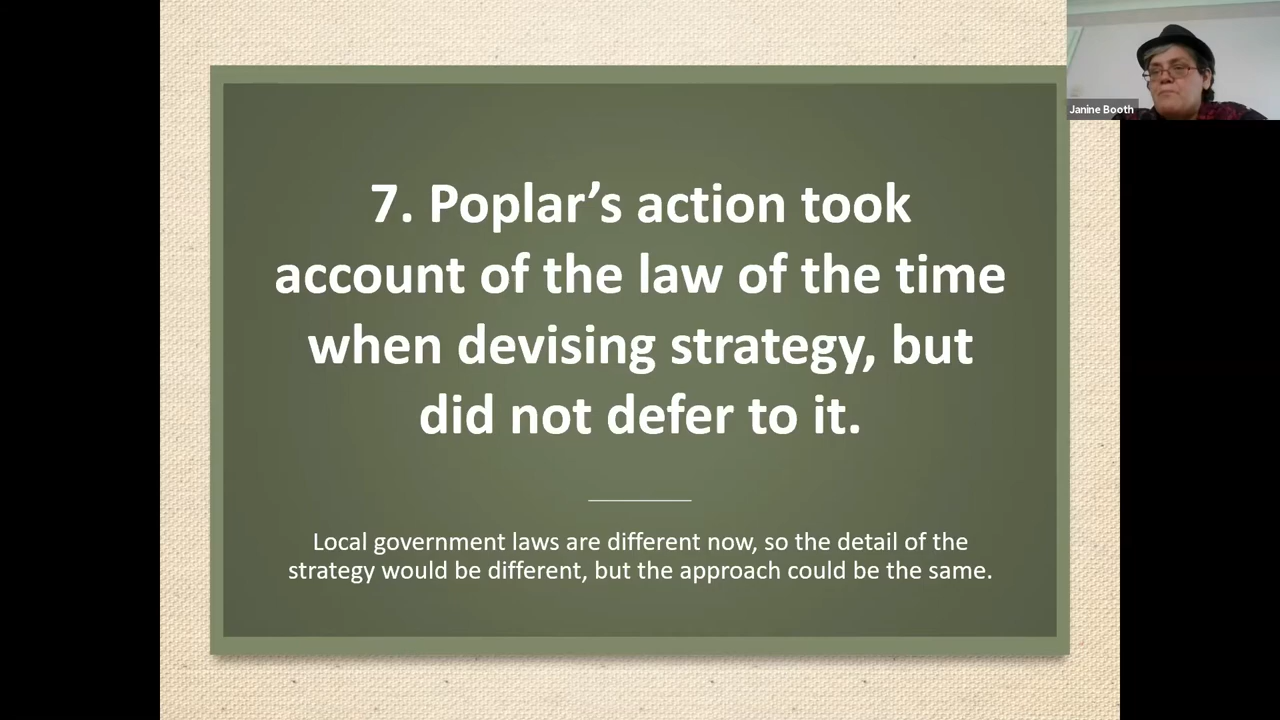 Janine Booth
7. Poplar’s action took
account of the law of the time
when devising strategy, but
did not defer to it.
Local government laws are different now, so the detail of the
strategy would be different, but the approach could be the same.